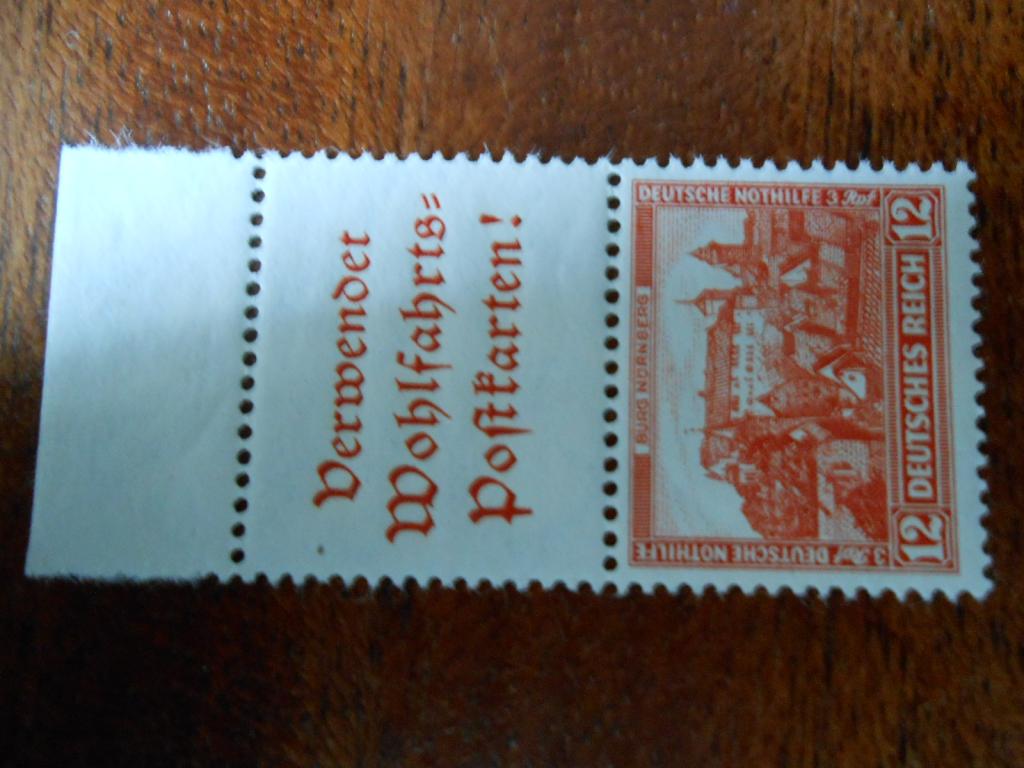 Verwendet
Wohlfahrts=
Poſtkarten!
BURG NÜRNBERG
3 Rpf DEUTSCHE NOTHILFE
DEUTSCHE NOTHILFE 3 Rpf
12 DEUTSCHES REICH 12